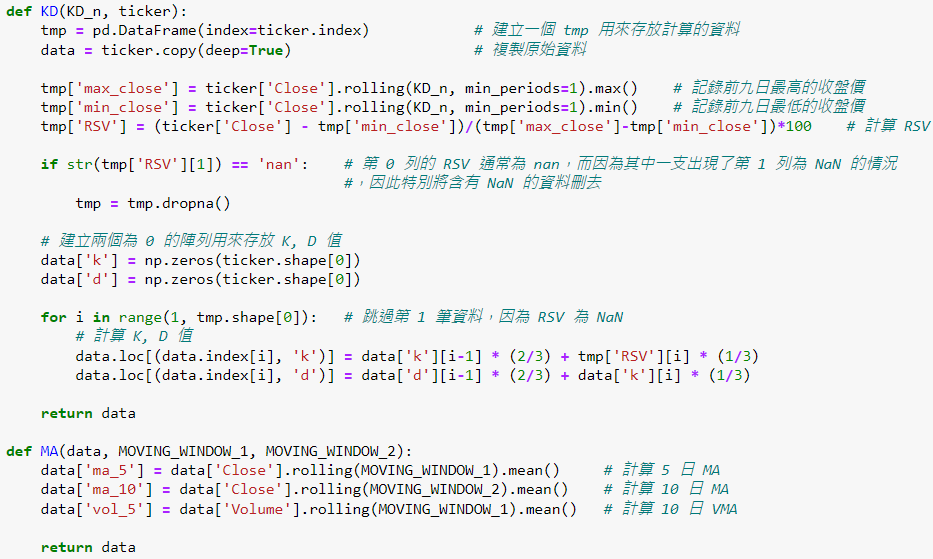 def KD(KD_n, ticker):
    tmp = pd.DataFrame(index=ticker.index)            # 建立一個 tmp 用來存放計算的資料
    data = ticker.copy(deep=True)                     # 複製原始資料
    tmp['max_close'] = ticker['Close'].rolling(KD_n, min_periods=1).max()    # 記錄前九日最高的收盤價
    tmp['min_close'] = ticker['Close'].rolling(KD_n, min_periods=1).min()    # 記錄前九日最低的收盤價
    tmp['RSV'] = (ticker['Close'] - tmp['min_close'])/(tmp['max_close']-tmp['min_close'])*100    # 計算 RSV
    if str(tmp['RSV'][1]) == 'nan':    # 第 0 列的 RSV 通常為 nan，而因為其中一支出現了第 1 列為 NaN 的情況
                                       #，因此特別將含有 NaN 的資料刪去
        tmp = tmp.dropna()
    # 建立兩個為 0 的陣列用來存放 K, D 值
    data['k'] = np.zeros(ticker.shape[0])
    data['d'] = np.zeros(ticker.shape[0])
    for i in range(1, tmp.shape[0]):   # 跳過第 1 筆資料，因為 RSV 為 NaN
        # 計算 K, D 值
        data.loc[(data.index[i], 'k')] = data['k'][i-1] * (2/3) + tmp['RSV'][i] * (1/3)
        data.loc[(data.index[i], 'd')] = data['d'][i-1] * (2/3) + data['k'][i] * (1/3)
    return data
def MA(data, MOVING_WINDOW_1, MOVING_WINDOW_2):
    data['ma_5'] = data['Close'].rolling(MOVING_WINDOW_1).mean()     # 計算 5 日 MA
    data['ma_10'] = data['Close'].rolling(MOVING_WINDOW_2).mean()    # 計算 10 日 MA
    data['vol_5'] = data['Volume'].rolling(MOVING_WINDOW_1).mean()   # 計算 10 日 VMA
    return data